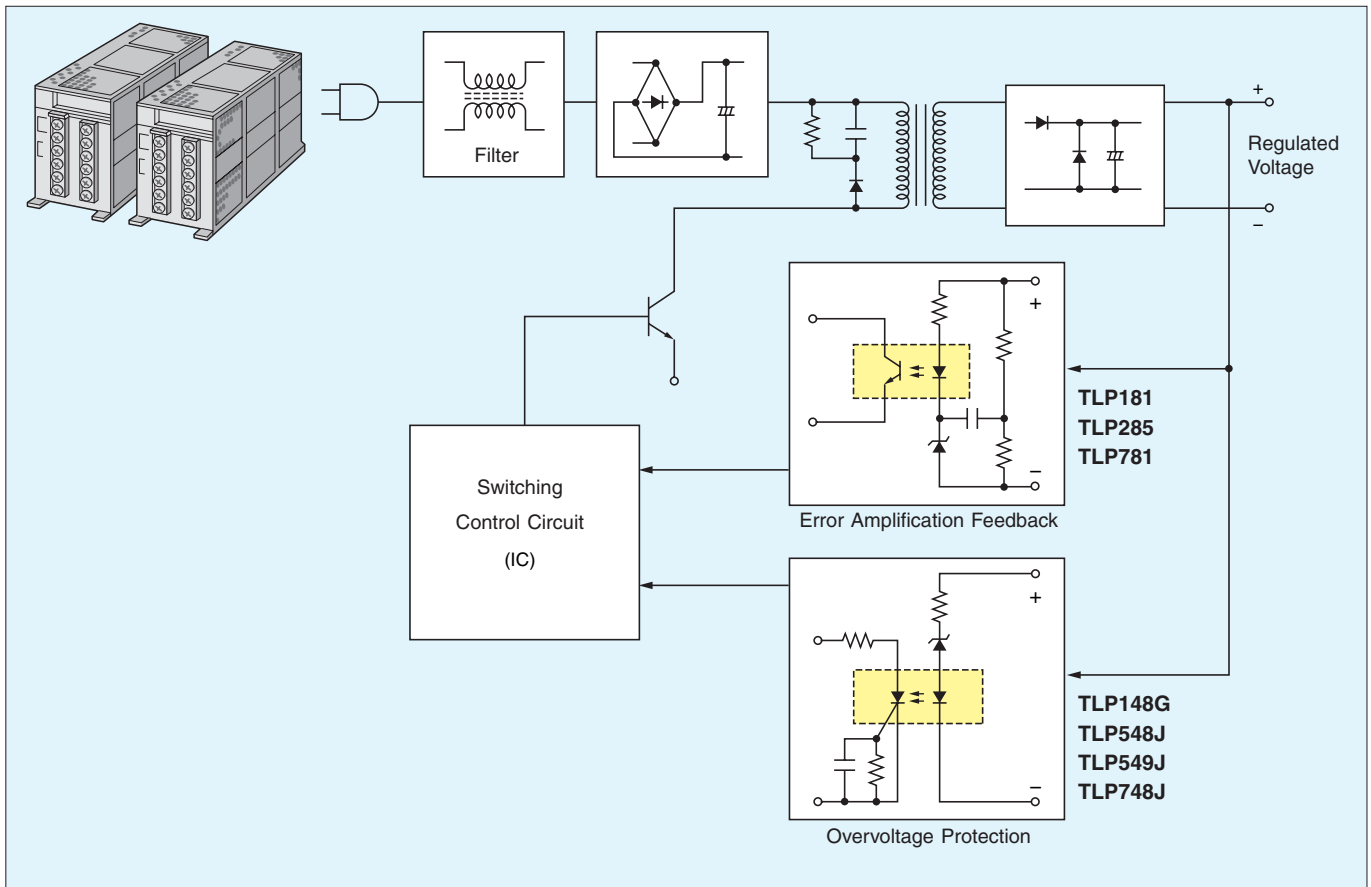 Filter
+
Regulated
Voltage
−
+
−
TLP181
TLP285
TLP781
Error Amplification Feedback
Switching
Control Circuit
(IC)
+
−
TLP148G
TLP548J
TLP549J
TLP748J
Overvoltage Protection